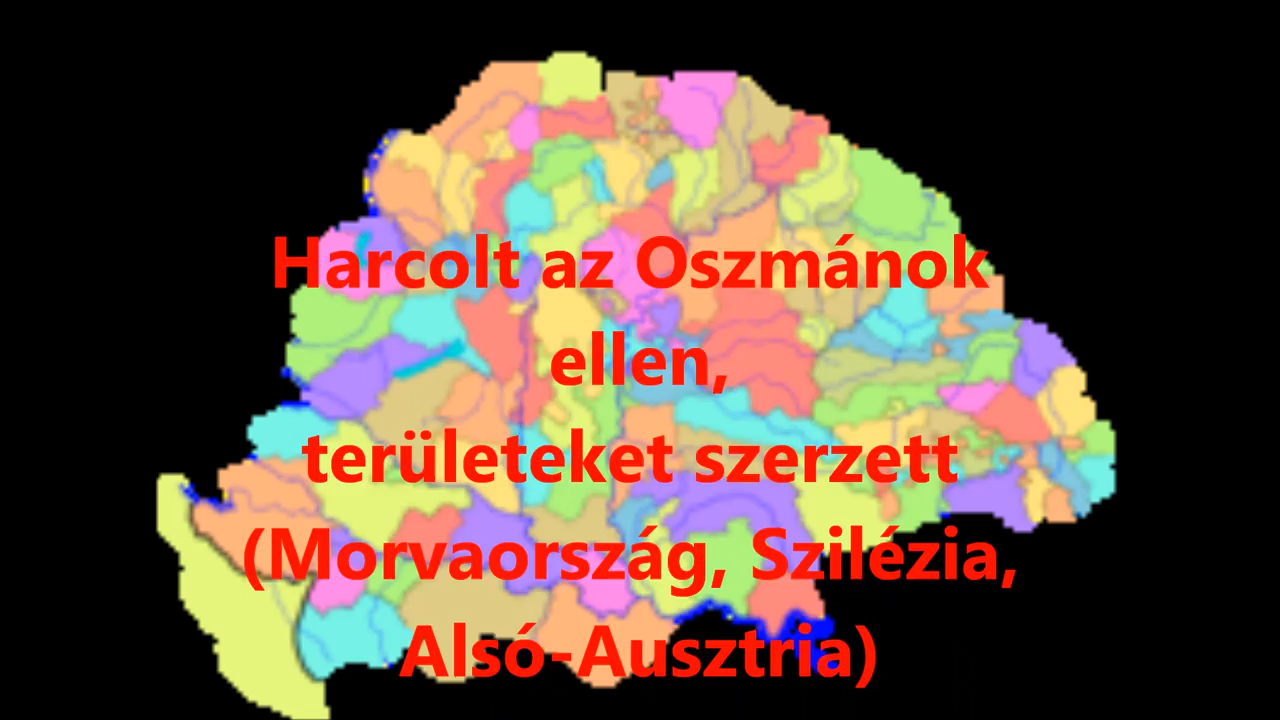 Harcolt az Oszmánok
ellen,
területeket szerzett
(Morvaország, Szilézia,
Alsó-Ausztria)